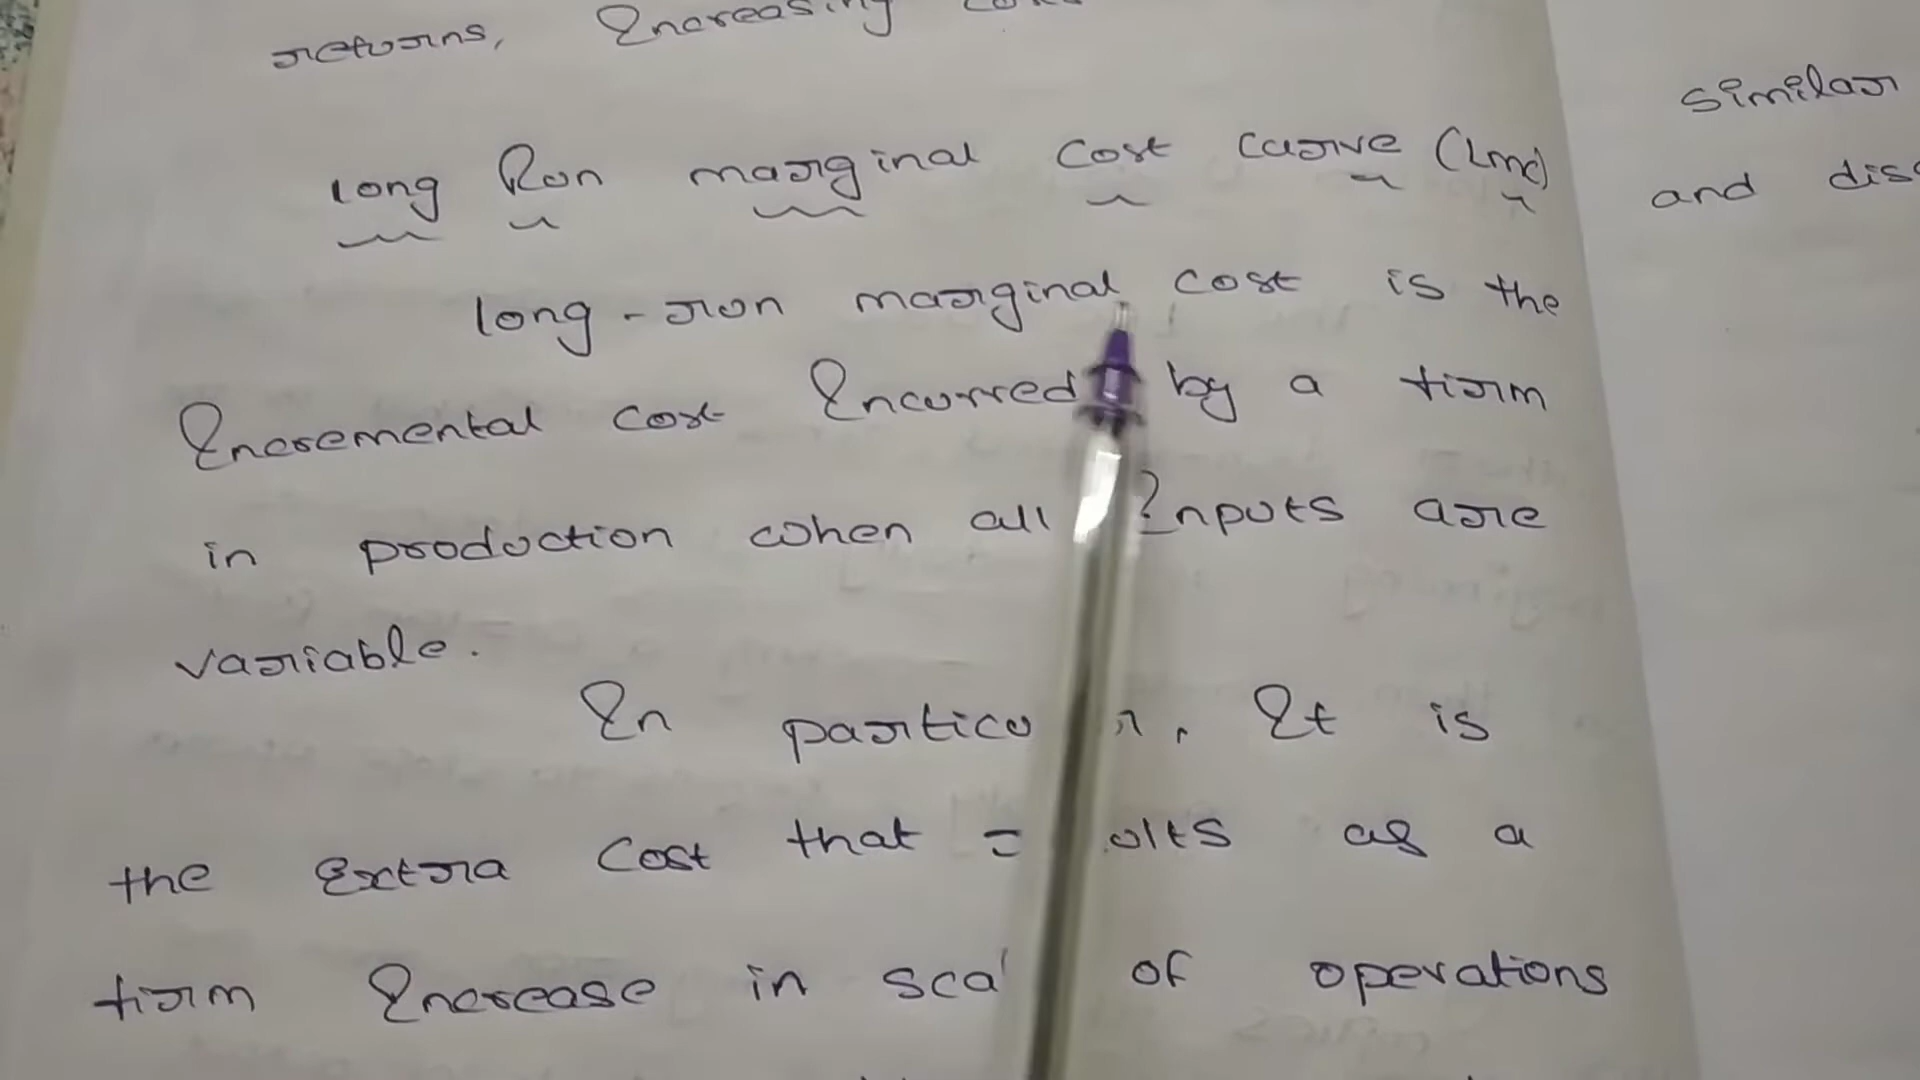 returns, Increasing
long Run marginal cost curve (Lmc)
long-run marginal cost is the
Incremental cost Incurred by a firm
in production when all Inputs are
variable.
In It is
the Extra Cost that as a
firm Increase in of operations
similar
and